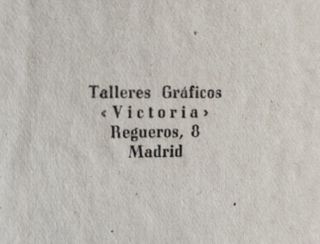 Talleres Gráficos
‹Victoria›
Regueros, 8
Madrid